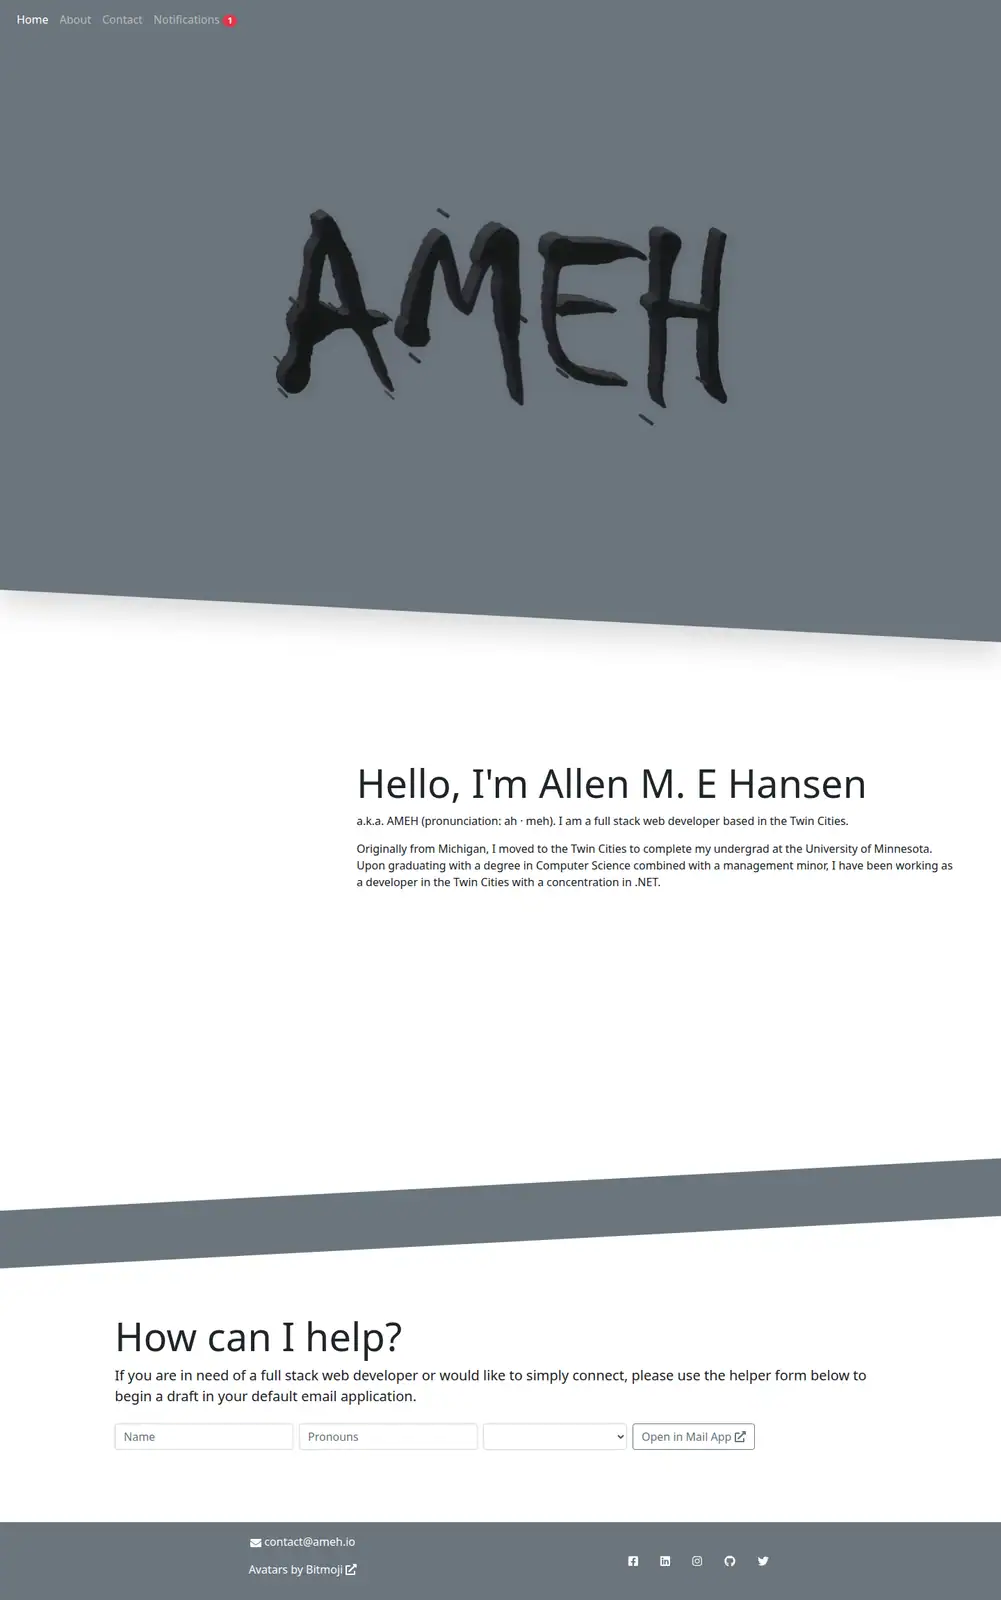 Home About Contact Notifications 1
AMEH
Hello, I'm Allen M. E Hansen
a.k.a. AMEH (pronunciation: ah · meh). I am a full stack web developer based in the Twin Cities.
Originally from Michigan, I moved to the Twin Cities to complete my undergrad at the University of Minnesota.
Upon graduating with a degree in Computer Science combined with a management minor, I have been working as
a developer in the Twin Cities with a concentration in .NET.
How can I help?
If you are in need of a full stack web developer or would like to simply connect, please use the helper form below to
begin a draft in your default email application.
Name Pronouns Open in Mail App
contact@ameh.io
Avatars by Bitmoji